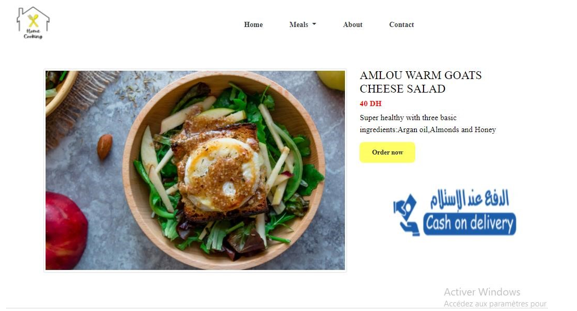 Home Meals About Contact
AMLOU WARM GOATS
CHEESE SALAD
40 DH
Super healthy with three basic
ingredients:Argan oil,Almonds and Honey
Order now
الدفع عند الإستلام
Cash on delivery
Activer Windows
Accédez aux paramètres pour